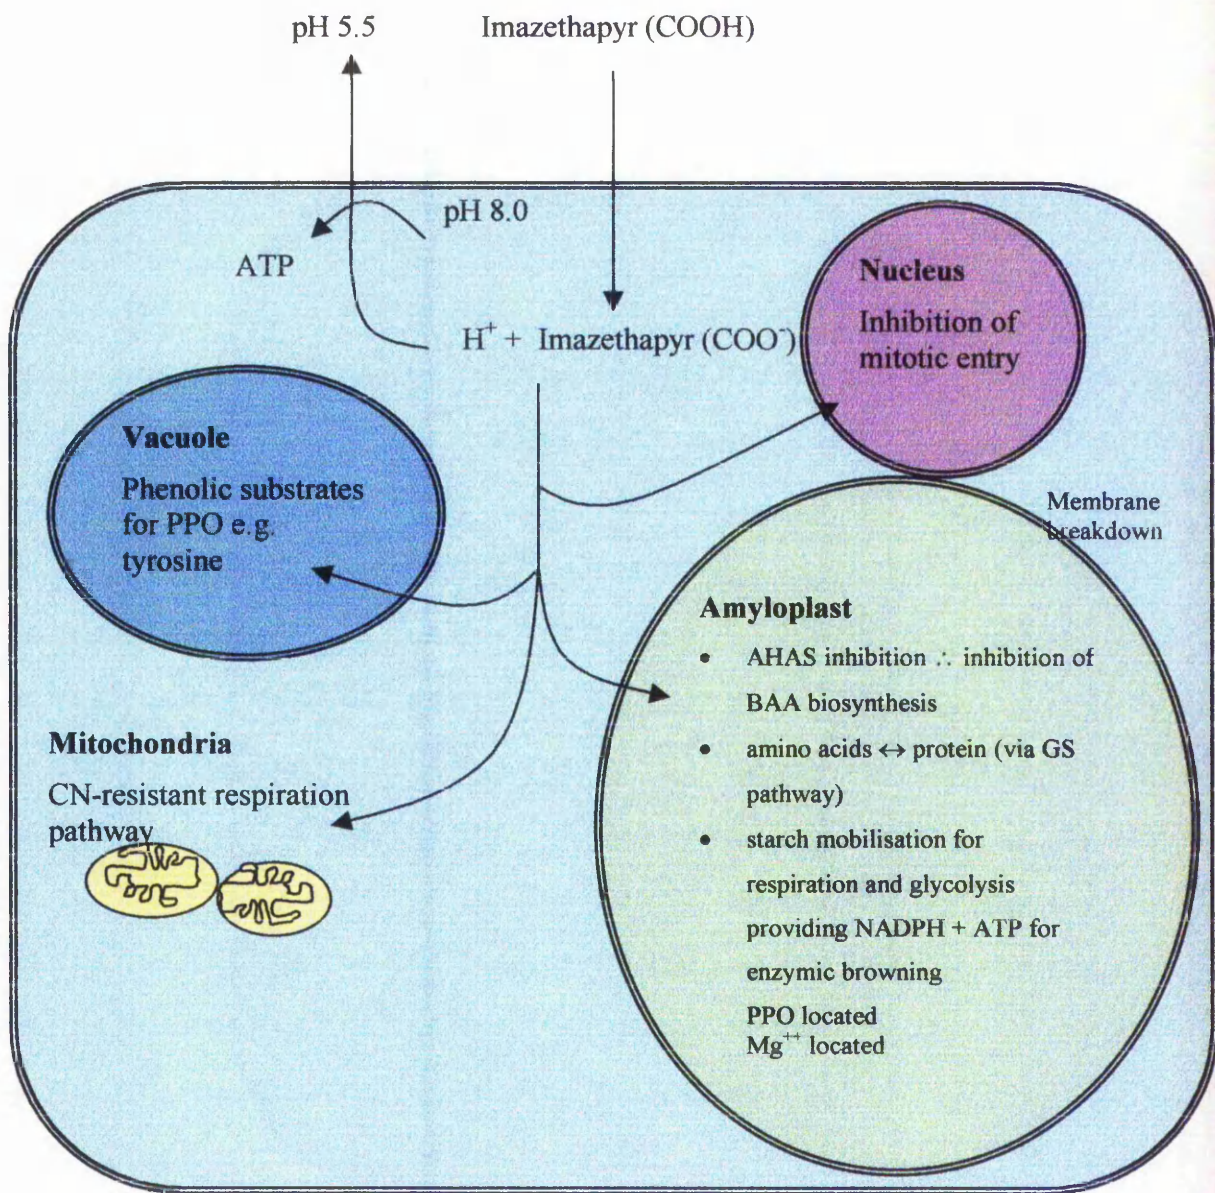 pH 5.5
Imazethapyr (COOH)
pH 8.0
ATP
H⁺ + Imazethapyr (COO⁻)
Nucleus
Inhibition of
mitotic entry
Vacuole
Phenolic substrates
for PPO e.g.
tyrosine
Membrane
breakdown
Mitochondria
CN-resistant respiration
pathway
Amyloplast
• AHAS inhibition ∴ inhibition of
BAA biosynthesis
• amino acids ↔ protein (via GS
pathway)
• starch mobilisation for
respiration and glycolysis
providing NADPH + ATP for
enzymic browning
PPO located
Mg⁺⁺ located